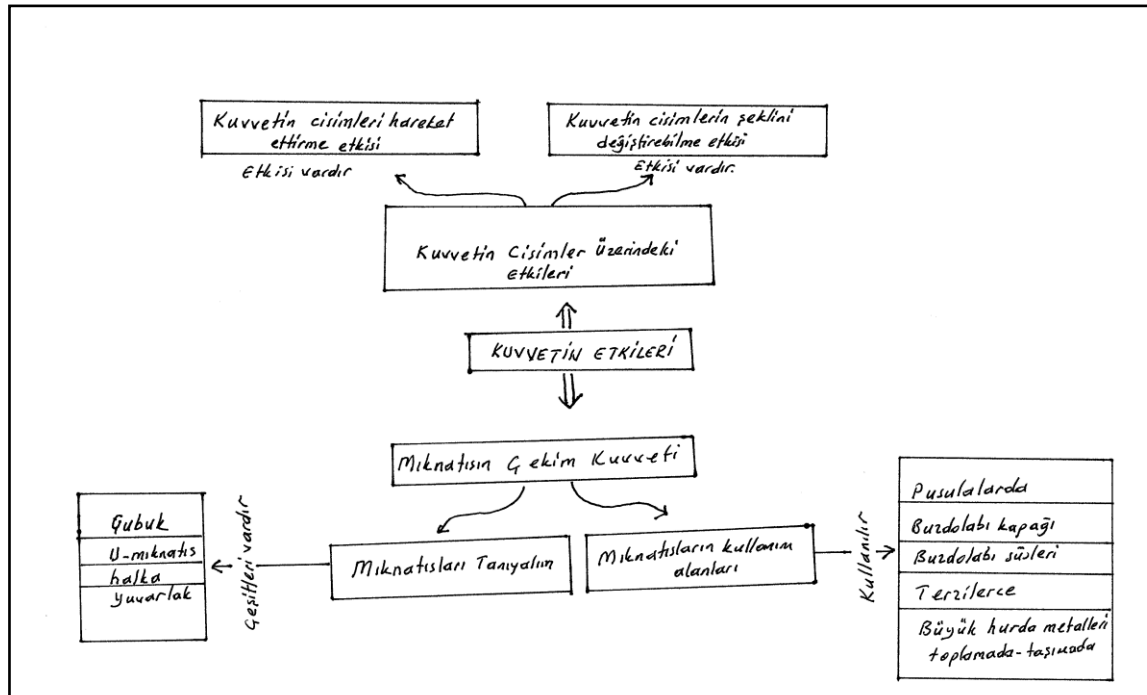 Kuvvetin cisimleri hareket
ettirme etkisi
Etkisi vardır
Kuvvetin cisimlerin şeklini
değiştirebilme etkisi
Etkisi vardır.
Kuvvetin Cisimler Üzerindeki
Etkileri
KUVVETİN ETKİLERİ
Mıknatısın Çekim Kuvveti
Mıknatısları Tanıyalım
Mıknatısların kullanım
alanları
Çeşitleri vardır
Çubuk
U-mıknatıs
halka
yuvarlak
Kullanılır
Pusulalarda
Buzdolabı kapağı
Buzdolabı süsleri
Terzilerce
Büyük hurda metalleri
toplamada-taşımada